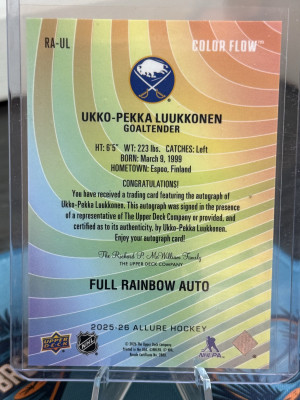 RA-UL
COLOR FLOW™
UKKO-PEKKA LUUKKONEN
GOALTENDER
HT: 6'5" WT: 223 lbs. CATCHES: Left
BORN: March 9, 1999
HOMETOWN: Espoo, Finland
CONGRATULATIONS!
You have received a trading card featuring the autograph of
Ukko-Pekka Luukkonen. This autograph was signed in the presence
of a representative of The Upper Deck Company or provided, and
certified as to its authenticity, by Ukko-Pekka Luukkonen.
Enjoy your autograph card!
The Richard P. McWilliam Family
THE UPPER DECK COMPANY
FULL RAINBOW AUTO
2025-26 ALLURE HOCKEY
UPPER DECK
NHL
NHLPA